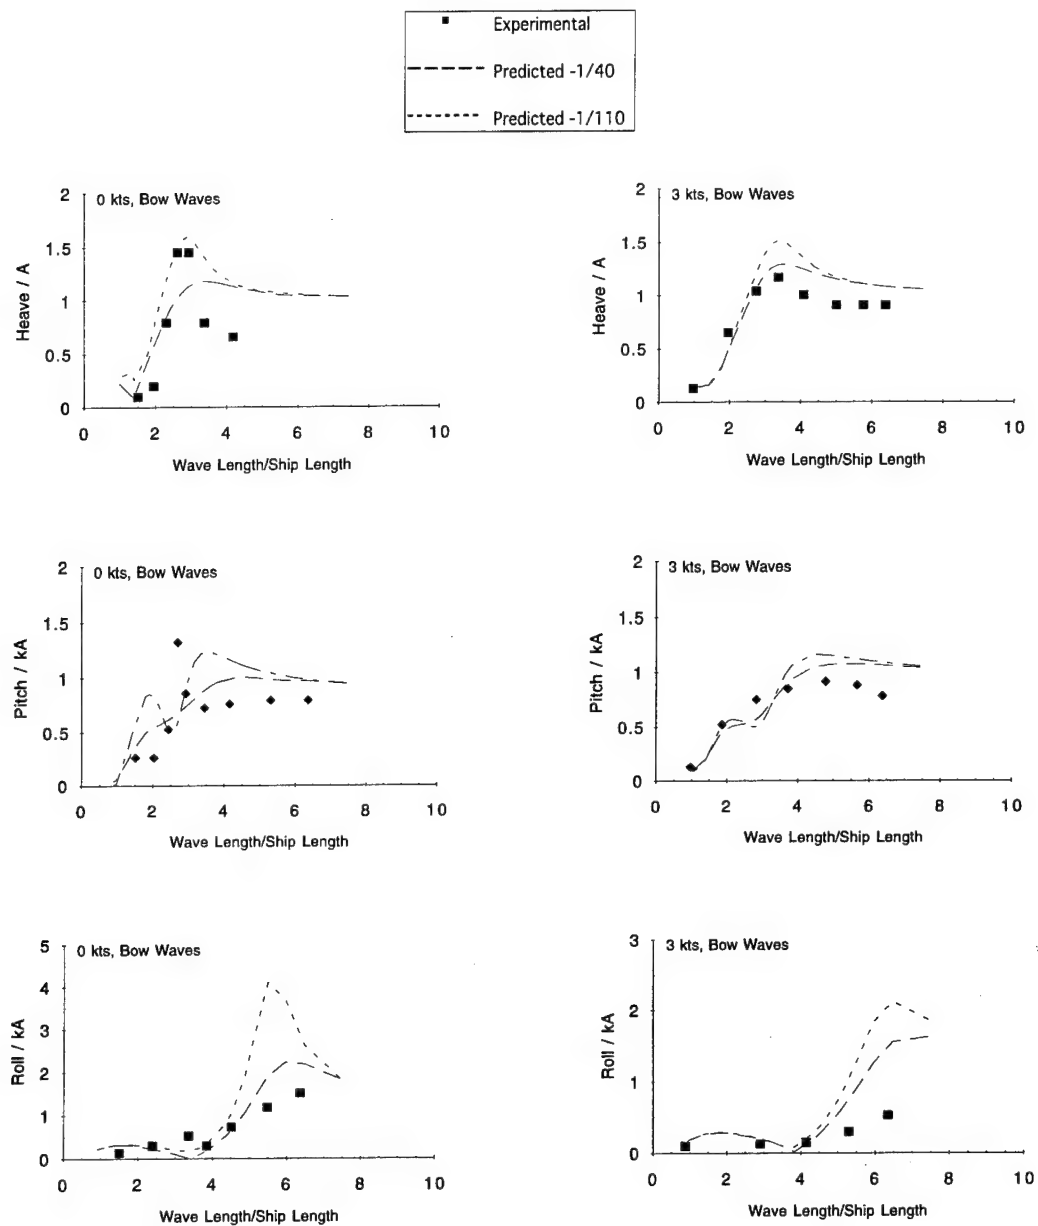 Experimental
Predicted -1/40
Predicted -1/110
0 kts, Bow Waves
2
1.5
1
0.5
0
Heave / A
0 2 4 6 8 10
Wave Length/Ship Length
3 kts, Bow Waves
2
1.5
1
0.5
0
Heave / A
0 2 4 6 8 10
Wave Length/Ship Length
0 kts, Bow Waves
2
1.5
1
0.5
0
Pitch / kA
0 2 4 6 8 10
Wave Length/Ship Length
3 kts, Bow Waves
2
1.5
1
0.5
0
Pitch / kA
0 2 4 6 8 10
Wave Length/Ship Length
0 kts, Bow Waves
5
4
3
2
1
0
Roll / kA
0 2 4 6 8 10
Wave Length/Ship Length
3 kts, Bow Waves
3
2
1
0
Roll / kA
0 2 4 6 8 10
Wave Length/Ship Length